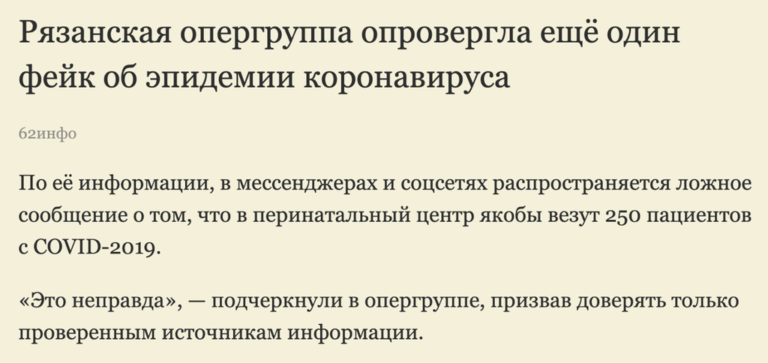 Рязанская опергруппа опровергла ещё один
фейк об эпидемии коронавируса
62инфо
По её информации, в мессенджерах и соцсетях распространяется ложное
сообщение о том, что в перинатальный центр якобы везут 250 пациентов
с COVID-2019.
«Это неправда», — подчеркнули в опергруппе, призвав доверять только
проверенным источникам информации.